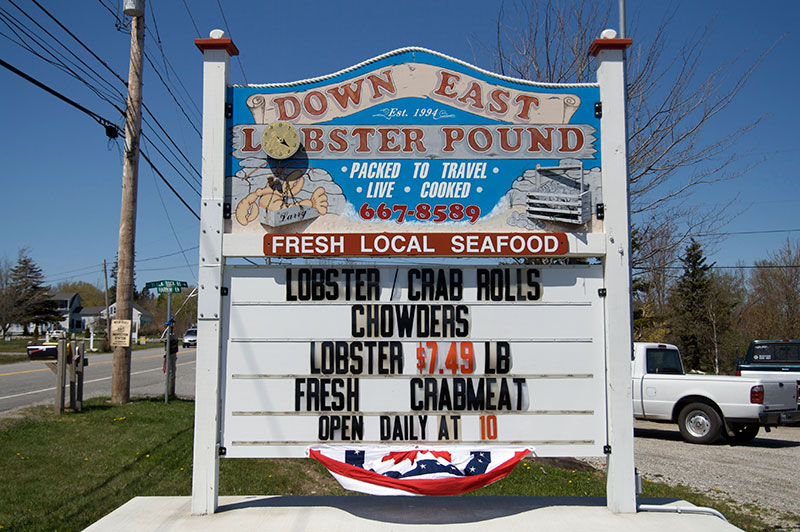 DOWN EAST
Est. 1994
LOBSTER POUND
• PACKED TO TRAVEL •
• LIVE • COOKED •
667-8589
Larry
FRESH LOCAL SEAFOOD
LOBSTER / CRAB ROLLS
CHOWDERS
LOBSTER $7.49 LB
FRESH CRABMEAT
OPEN DAILY AT 10